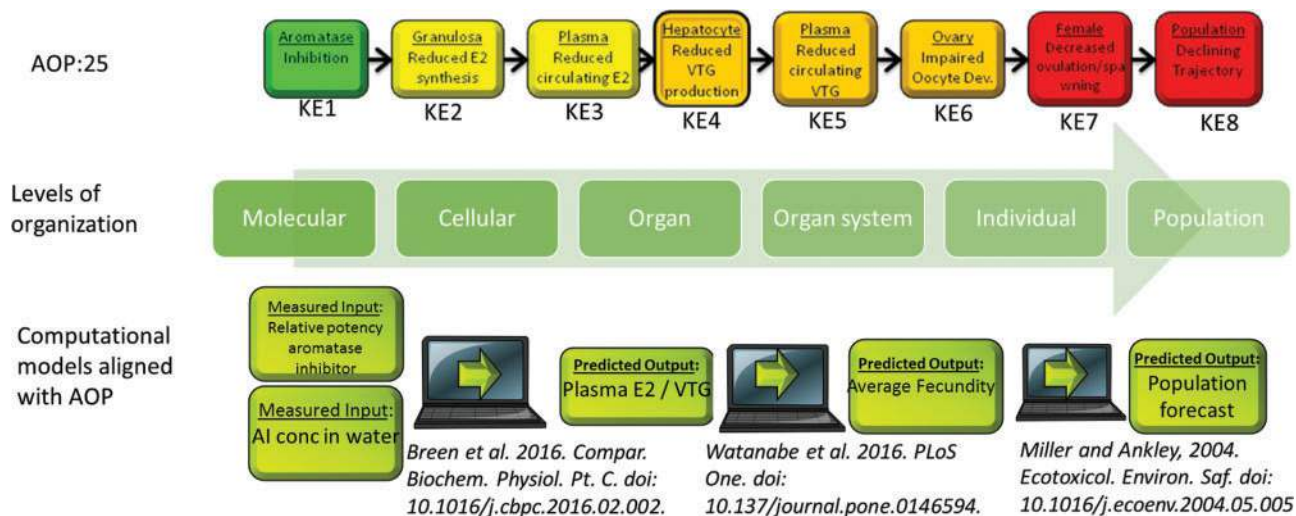 AOP:25
Aromatase
Inhibition
KE1
Granulosa
Reduced E2
synthesis
KE2
Plasma
Reduced
circulating E2
KE3
Hepatocyte
Reduced
VTG
production
KE4
Plasma
Reduced
circulating
VTG
KE5
Ovary
Impaired
Oocyte Dev.
KE6
Female
Decreased
ovulation/spa
wning
KE7
Population
Declining
Trajectory
KE8
Levels of
organization
Molecular
Cellular
Organ
Organ system
Individual
Population
Computational
models aligned
with AOP
Measured Input:
Relative potency
aromatase
inhibitor
Measured Input:
AI conc in water
Breen et al. 2016. Compar.
Biochem. Physiol. Pt. C. doi:
10.1016/j.cbpc.2016.02.002.
Predicted Output:
Plasma E2 / VTG
Watanabe et al. 2016. PLoS
One. doi:
10.137/journal.pone.0146594.
Predicted Output:
Average Fecundity
Miller and Ankley, 2004.
Ecotoxicol. Environ. Saf. doi:
10.1016/j.ecoenv.2004.05.005
Predicted Output:
Population
forecast